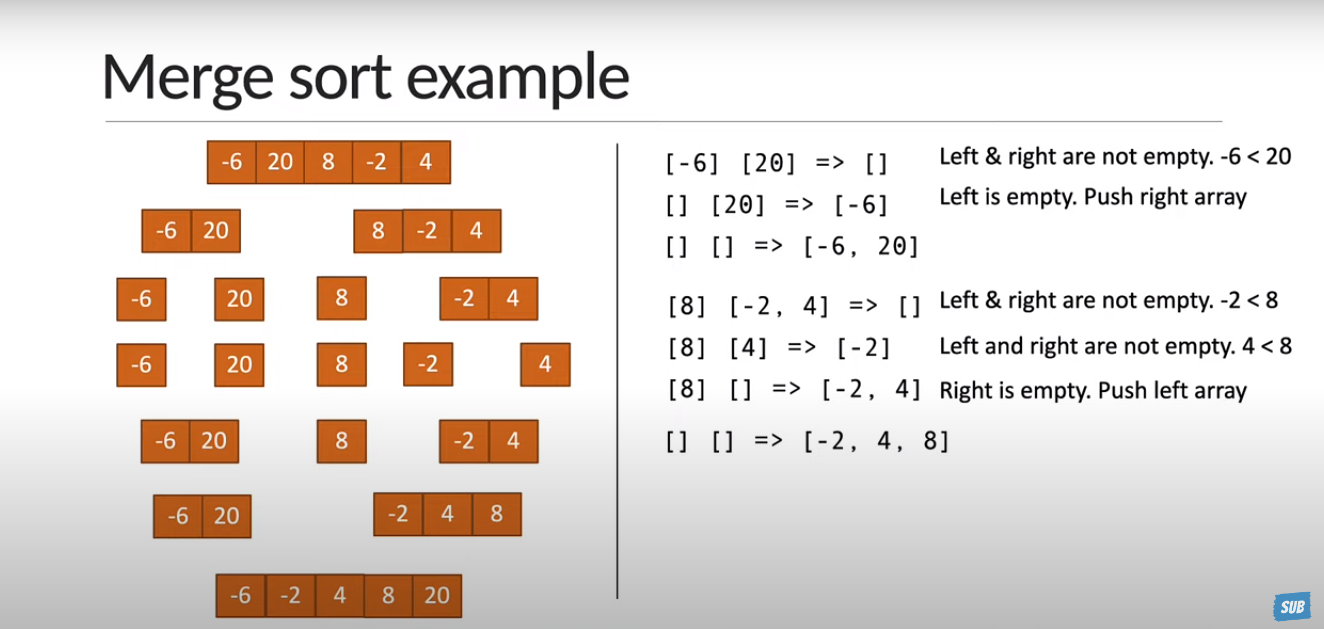 Merge sort example
-6 20 8 -2 4
-6 20 8 -2 4
-6 20 8 -2 4
-6 20 8 -2 4
-6 20 8 -2 4
-6 20 -2 4 8
-6 -2 4 8 20
[-6] [20] => [] Left & right are not empty. -6 < 20
[] [20] => [-6] Left is empty. Push right array
[] [] => [-6, 20]
[8] [-2, 4] => [] Left & right are not empty. -2 < 8
[8] [4] => [-2] Left and right are not empty. 4 < 8
[8] [] => [-2, 4] Right is empty. Push left array
[] [] => [-2, 4, 8]
SUB